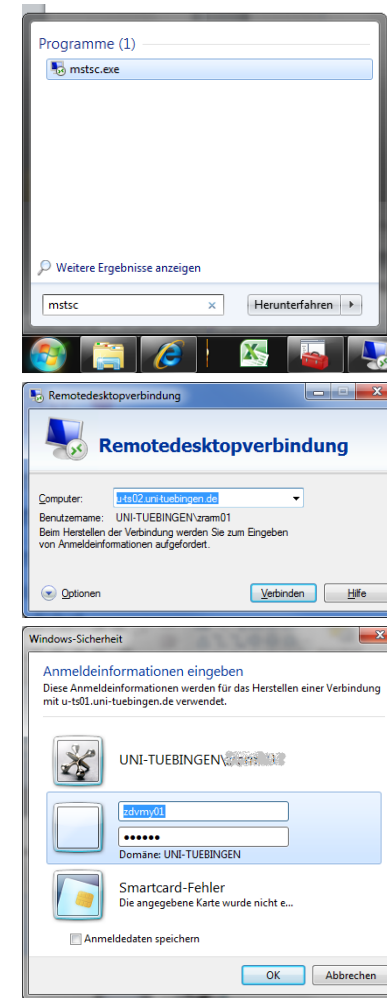 Programme (1)
mstsc.exe
Weitere Ergebnisse anzeigen
mstsc
Herunterfahren
Remotedesktopverbindung
Remotedesktopverbindung
Computer: u-ts02.uni-tuebingen.de
Benutzername: UNI-TUEBINGEN\zram01
Beim Herstellen der Verbindung werden Sie zum Eingeben
von Anmeldeinformationen aufgefordert.
Optionen Verbinden Hilfe
Windows-Sicherheit
Anmeldeinformationen eingeben
Diese Anmeldeinformationen werden für das Herstellen einer Verbindung
mit u-ts01.uni-tuebingen.de verwendet.
UNI-TUEBINGEN\
zdvmy01
••••••
Domäne: UNI-TUEBINGEN
Smartcard-Fehler
Die angegebene Karte wurde nicht e...
Anmeldedaten speichern
OK Abbrechen